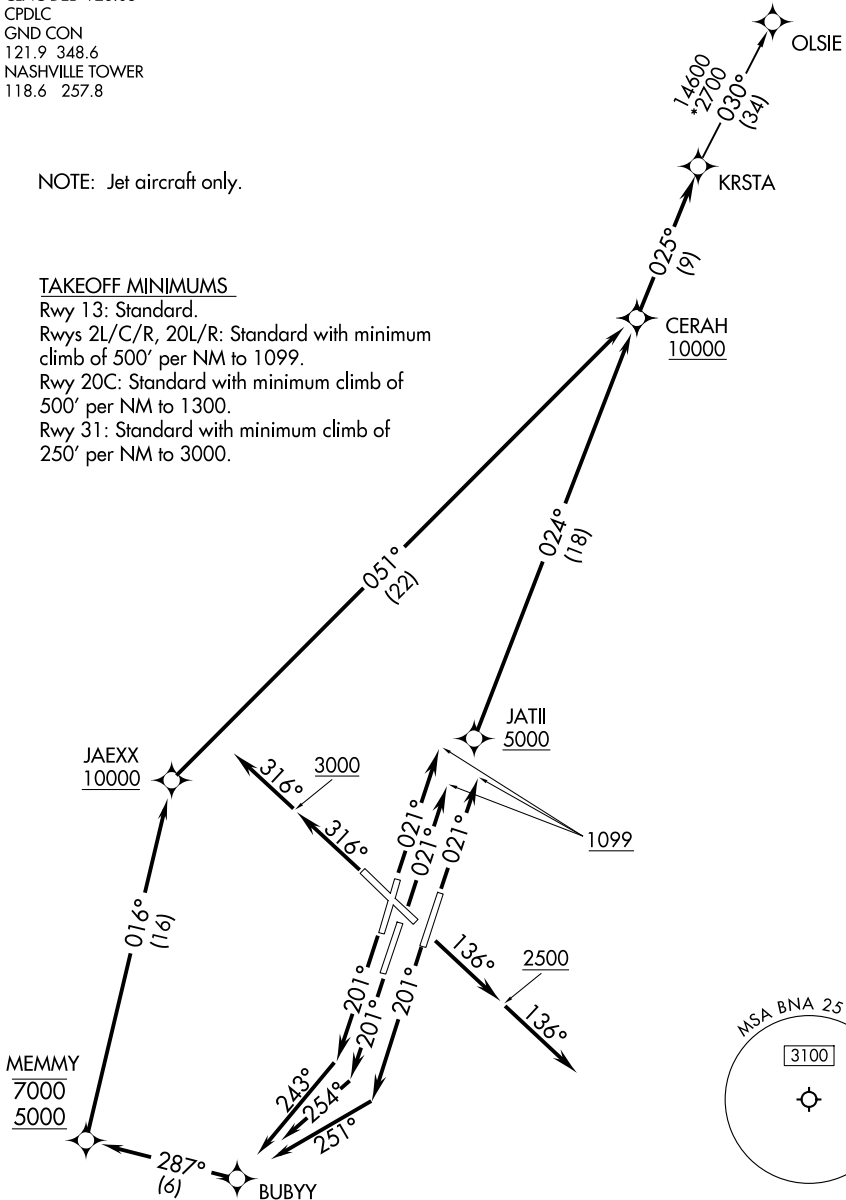 CPDLC
GND CON
121.9 348.6
NASHVILLE TOWER
118.6 257.8
NOTE: Jet aircraft only.
TAKEOFF MINIMUMS
Rwy 13: Standard.
Rwys 2L/C/R, 20L/R: Standard with minimum
climb of 500' per NM to 1099.
Rwy 20C: Standard with minimum climb of
500' per NM to 1300.
Rwy 31: Standard with minimum climb of
250' per NM to 3000.
OLSIE
14600
*2700
030°
(34)
KRSTA
025°
(9)
CERAH
10000
051°
(22)
024°
(18)
JATII
5000
JAEXX
10000
316°
3000
316°
021°
021°
021°
1099
016°
(16)
136°
2500
136°
201°
201°
201°
243°
254°
251°
MEMMY
7000
5000
287°
(6)
BUBYY
MSA BNA 25
3100